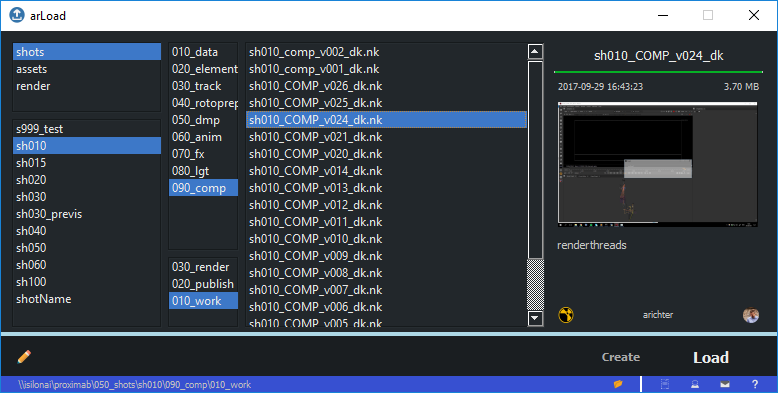 arLoad
shots
assets
render
s999_test
sh010
sh015
sh020
sh030
sh030_previs
sh040
sh050
sh060
sh100
shotName
010_data
020_element
030_track
040_rotoprep
050_dmp
060_anim
070_fx
080_lgt
090_comp
030_render
020_publish
010_work
sh010_comp_v002_dk.nk
sh010_comp_v001_dk.nk
sh010_COMP_v026_dk.nk
sh010_COMP_v025_dk.nk
sh010_COMP_v024_dk.nk
sh010_COMP_v021_dk.nk
sh010_COMP_v020_dk.nk
sh010_COMP_v014_dk.nk
sh010_COMP_v013_dk.nk
sh010_COMP_v012_dk.nk
sh010_COMP_v011_dk.nk
sh010_COMP_v010_dk.nk
sh010_COMP_v009_dk.nk
sh010_COMP_v008_dk.nk
sh010_COMP_v007_dk.nk
sh010_COMP_v006_dk.nk
sh010_COMP_v005_dk.nk
sh010_COMP_v024_dk
2017-09-29 16:43:23 3.70 MB
renderthreads
arichter
Create Load
\\isilonai\proximab\050_shots\sh010\090_comp\010_work ?